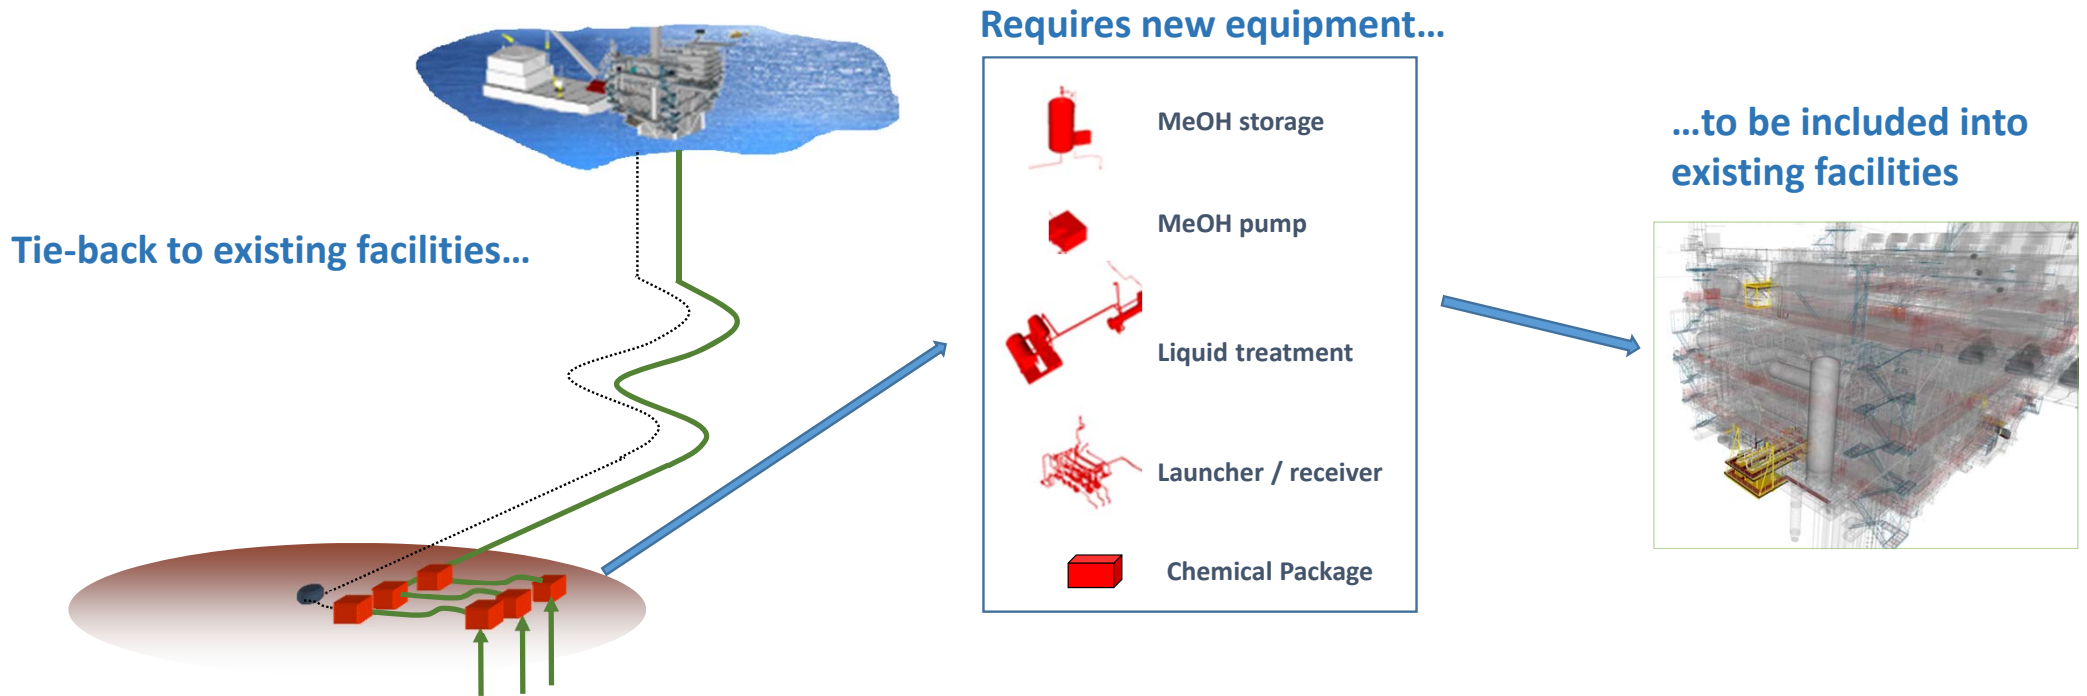 Tie-back to existing facilities…
Requires new equipment…
MeOH storage
MeOH pump
Liquid treatment
Launcher / receiver
Chemical Package
…to be included into
existing facilities